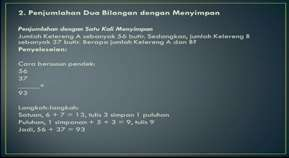 2. Penjumlahan Dua Bilangan dengan Menyimpan
Penjumlahan dengan Satu Kali Menyimpan
Jumlah Kelereng A sebanyak 56 butir. Sedangkan, jumlah Kelereng B
sebanyak 37 butir. Berapa jumlah Kelereng A dan B?
Penyelesaian:
Cara bersusun pendek:
56
37
______+
93
Langkah-langkah:
Satuan, 6 + 7 = 13, tulis 3 simpan 1 puluhan
Puluhan, 1 simpanan + 5 + 3 = 9, tulis 9
Jadi, 56 + 37 = 93